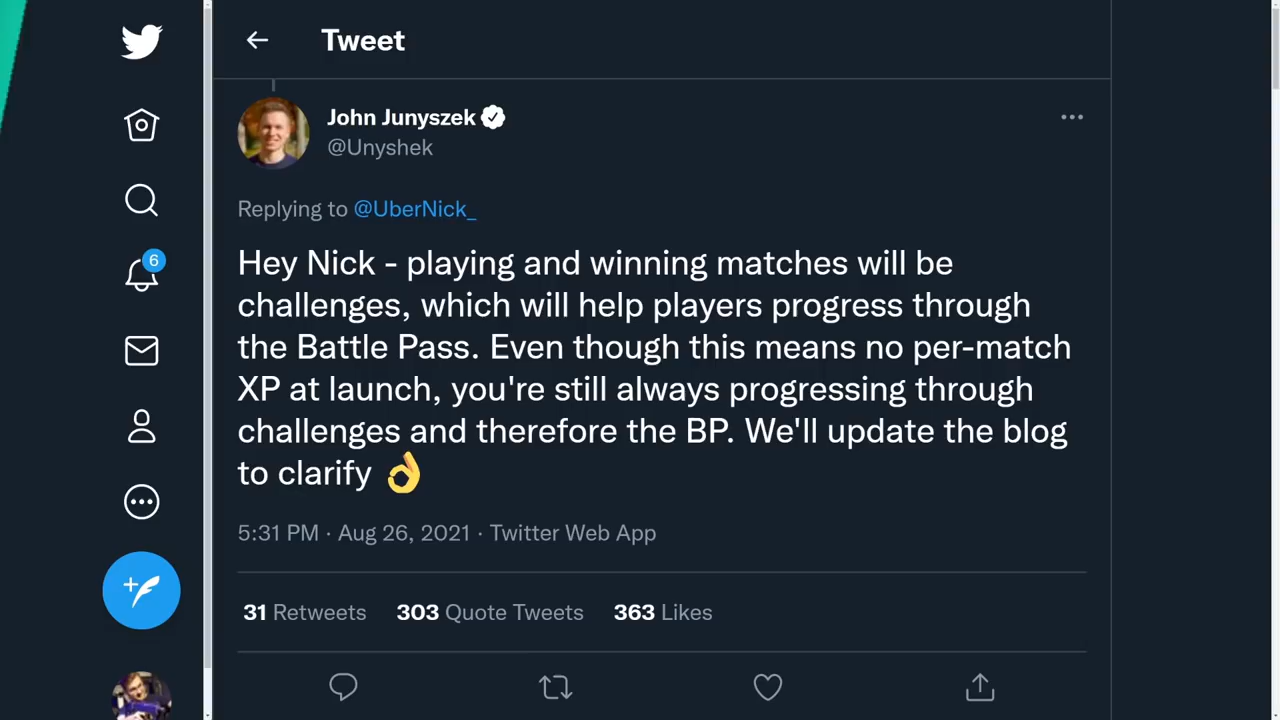 Tweet
John Junyszek
@Unyshek
Replying to @UberNick_
Hey Nick - playing and winning matches will be
challenges, which will help players progress through
the Battle Pass. Even though this means no per-match
XP at launch, you're still always progressing through
challenges and therefore the BP. We'll update the blog
to clarify 👌
5:31 PM · Aug 26, 2021 · Twitter Web App
31 Retweets 303 Quote Tweets 363 Likes
6